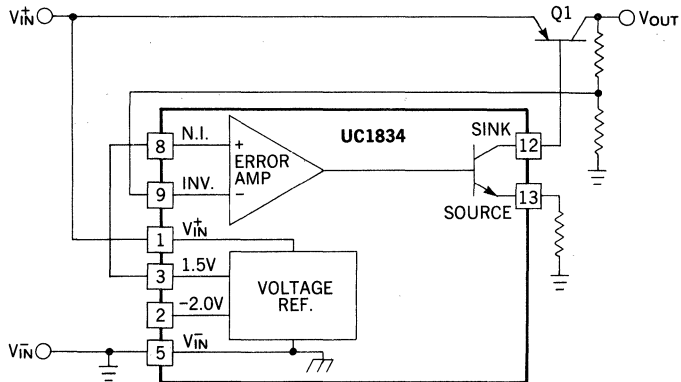 V+IN
Q1
VOUT
UC1834
8 N.I.
+
ERROR
AMP
SINK
12
9 INV.
−
13
SOURCE
1 V+IN
3 1.5V
VOLTAGE
REF.
2 −2.0V
V−IN
5 V−IN